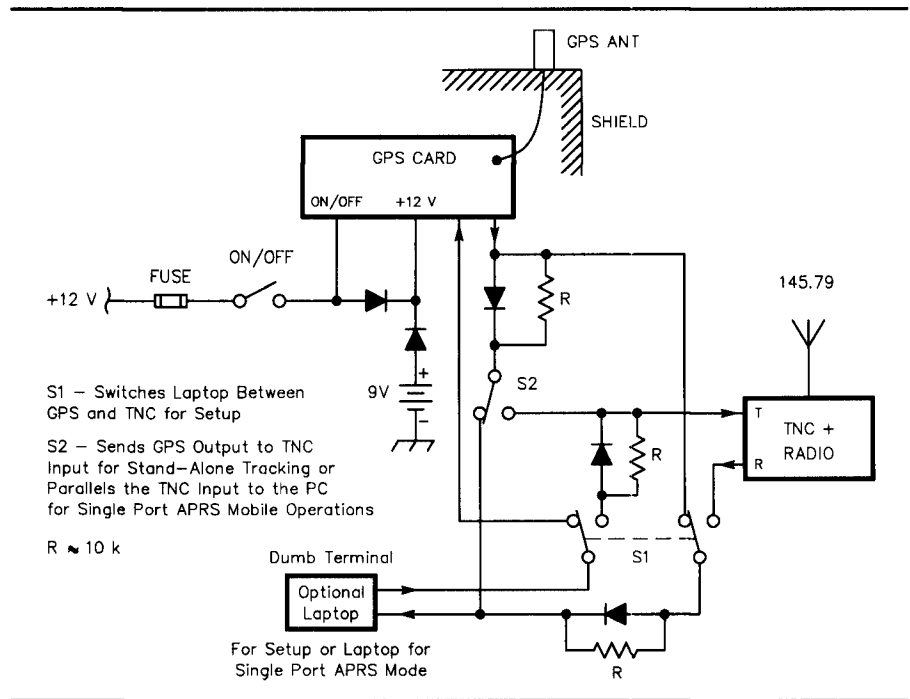 GPS ANT
SHIELD
GPS CARD
ON/OFF +12 V
ON/OFF
FUSE
+12 V
R
145.79
S2
9V
+
-
S1 – Switches Laptop Between
GPS and TNC for Setup
S2 – Sends GPS Output to TNC
Input for Stand-Alone Tracking or
Parallels the TNC Input to the PC
for Single Port APRS Mobile Operations
R ≈ 10 k
T
TNC +
RADIO
R
R
S1
Dumb Terminal
Optional
Laptop
For Setup or Laptop for
Single Port APRS Mode
R